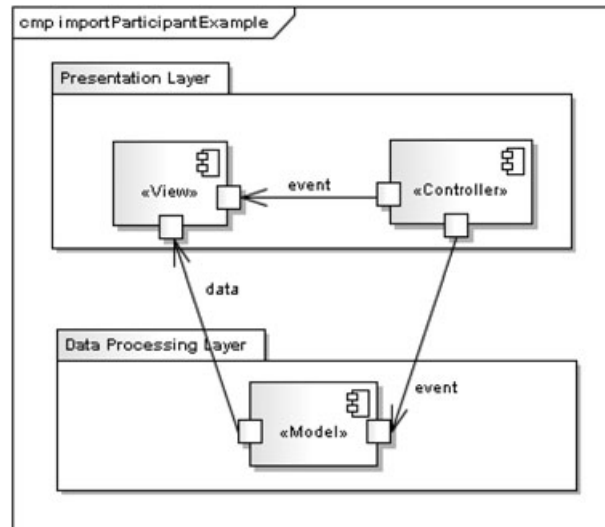 cmp importParticipantExample
Presentation Layer
event
«View»
«Controller»
data
Data Processing Layer
event
«Model»